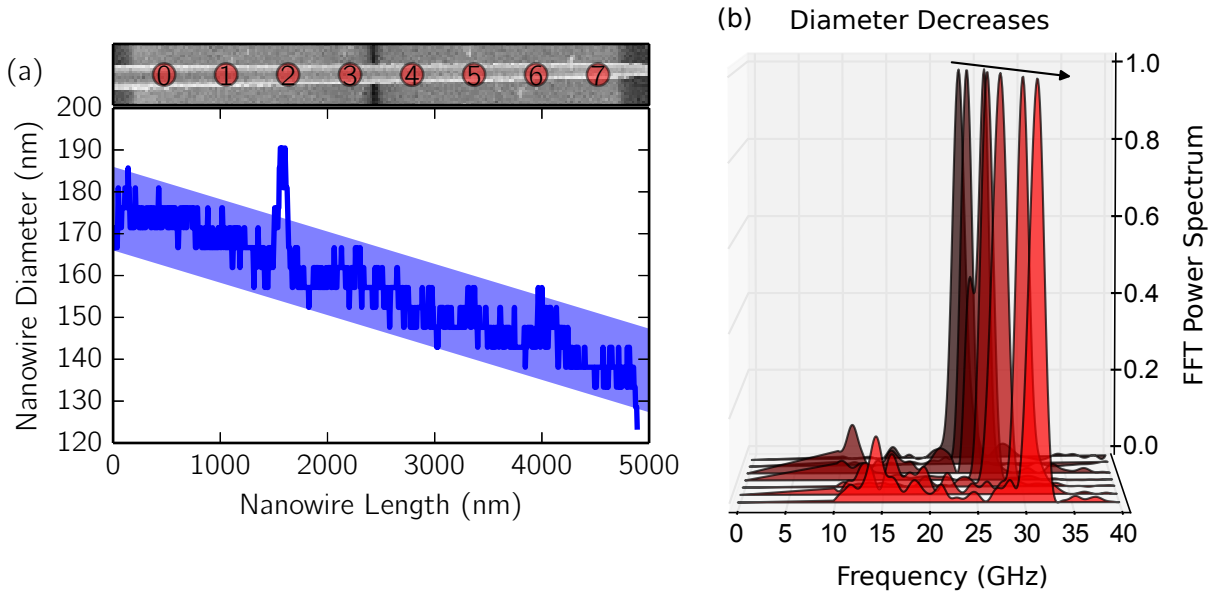 (a)
0 1 2 3 4 5 6 7
200
190
180
170
160
150
140
130
120
Nanowire Diameter (nm)
0 1000 2000 3000 4000 5000
Nanowire Length (nm)
(b) Diameter Decreases
1.0
0.8
0.6
0.4
0.2
0.0
FFT Power Spectrum
0 5 10 15 20 25 30 35 40
Frequency (GHz)